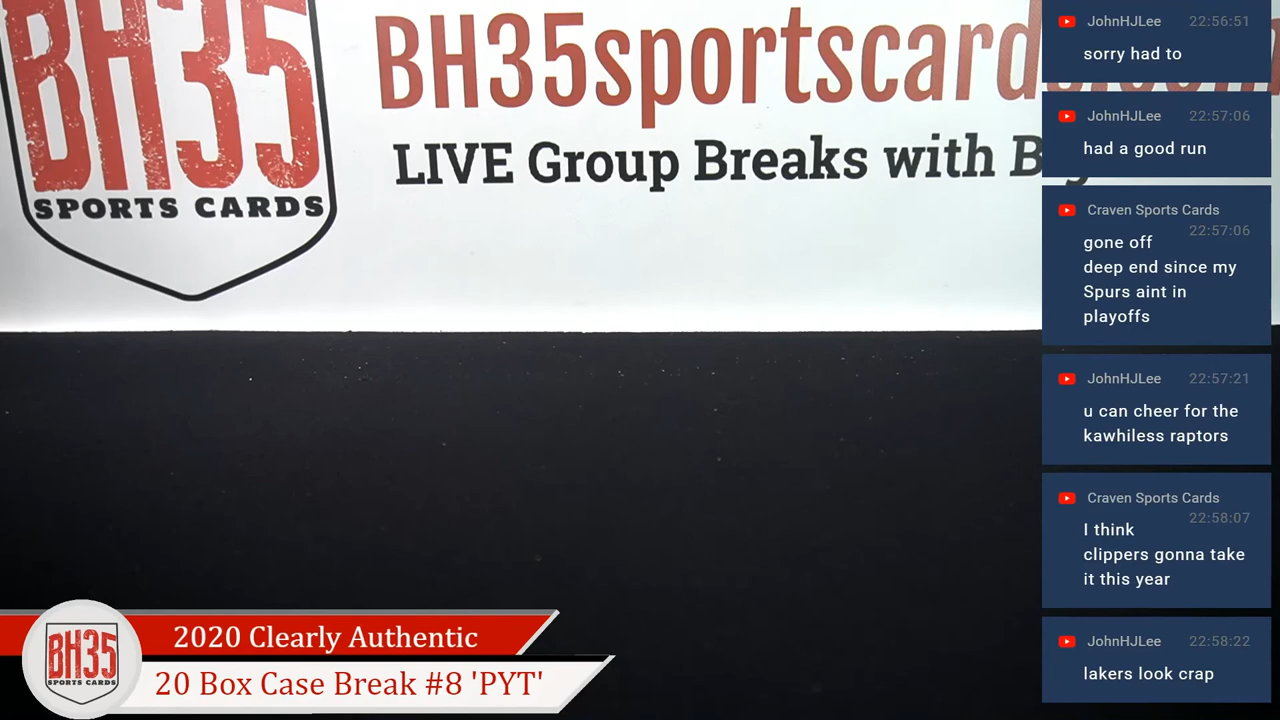 BH35
SPORTS CARDS
BH35sportscards.com
LIVE Group Breaks with
JohnHJLee 22:56:51
sorry had to
JohnHJLee 22:57:06
had a good run
Craven Sports Cards
22:57:06
gone off
deep end since my
Spurs aint in
playoffs
JohnHJLee 22:57:21
u can cheer for the
kawhiless raptors
Craven Sports Cards
22:58:07
I think
clippers gonna take
it this year
JohnHJLee 22:58:22
lakers look crap
BH35
SPORTS CARDS
2020 Clearly Authentic
20 Box Case Break #8 'PYT'